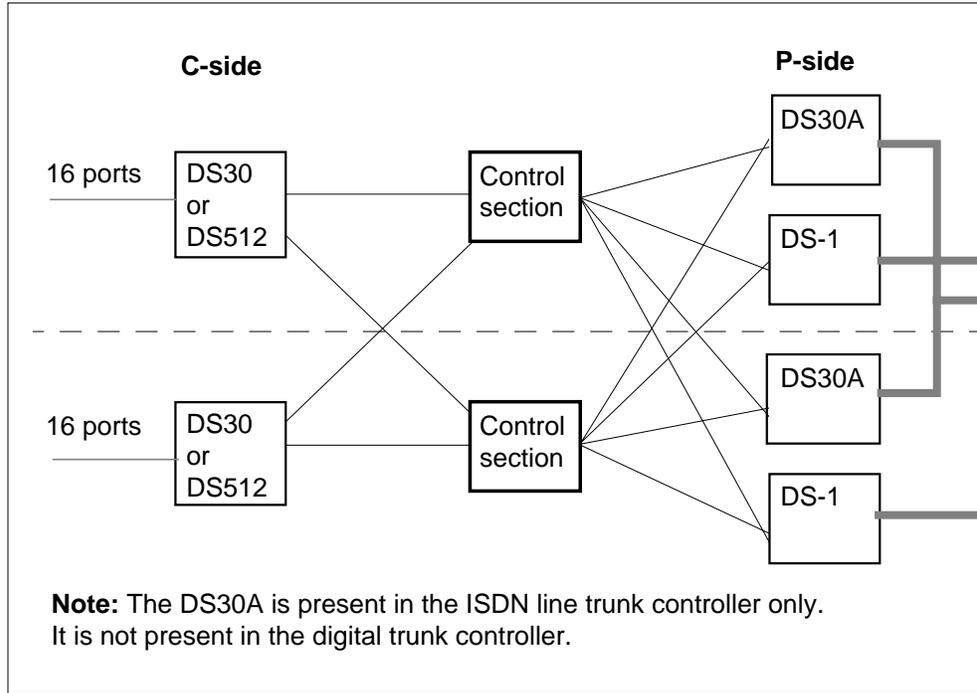 C-side
P-side
16 ports
DS30
or
DS512
Control
section
DS30A
DS-1
16 ports
DS30
or
DS512
Control
section
DS30A
DS-1
Note: The DS30A is present in the ISDN line trunk controller only.
It is not present in the digital trunk controller.